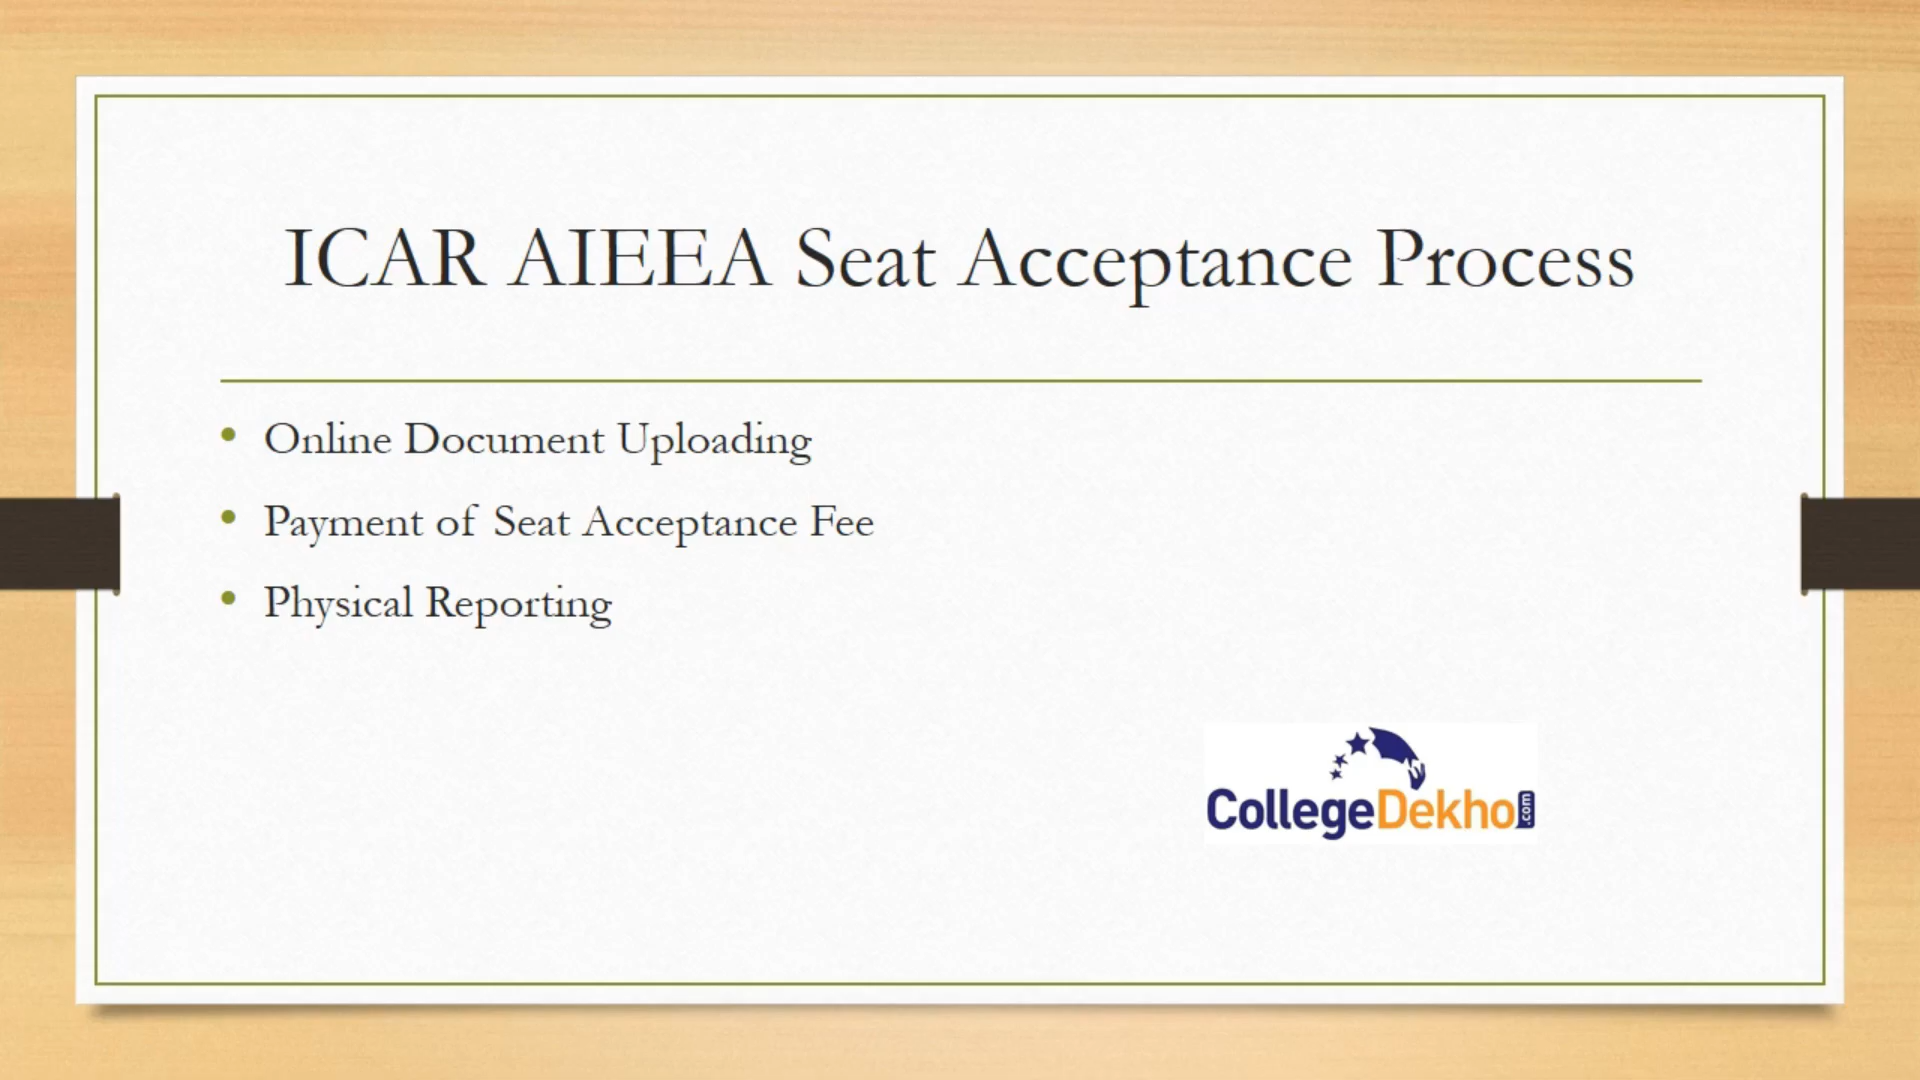 ICAR AIEEA Seat Acceptance Process
• Online Document Uploading
• Payment of Seat Acceptance Fee
• Physical Reporting
CollegeDekho.com